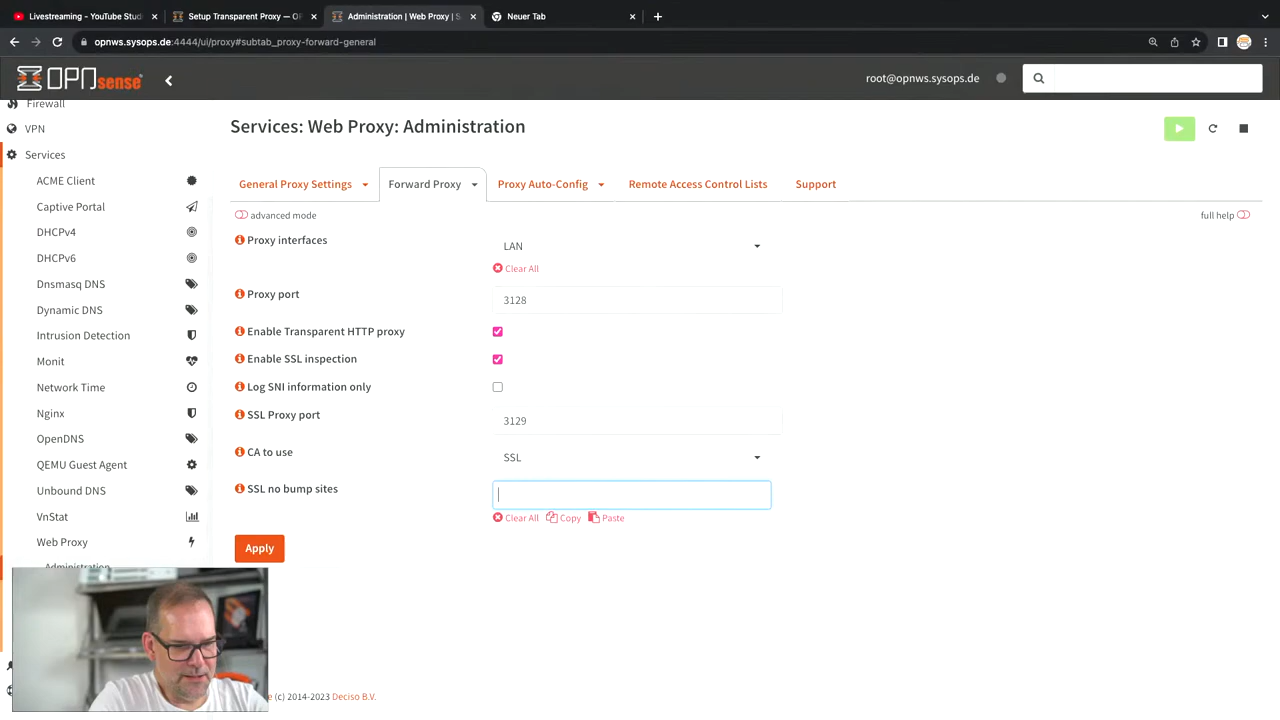 Livestreaming - YouTube Stud
Setup Transparent Proxy — OP
Administration | Web Proxy | S
Neuer Tab
opnws.sysops.de:4444/ui/proxy#subtab_proxy-forward-general
OPNsense
root@opnws.sysops.de
Firewall
VPN
Services
ACME Client
Captive Portal
DHCPv4
DHCPv6
Dnsmasq DNS
Dynamic DNS
Intrusion Detection
Monit
Network Time
Nginx
OpenDNS
QEMU Guest Agent
Unbound DNS
VnStat
Web Proxy
Administration
Services: Web Proxy: Administration
General Proxy Settings
Forward Proxy
Proxy Auto-Config
Remote Access Control Lists
Support
advanced mode
full help
Proxy interfaces
LAN
Clear All
Proxy port
3128
Enable Transparent HTTP proxy
Enable SSL inspection
Log SNI information only
SSL Proxy port
3129
CA to use
SSL
SSL no bump sites
Clear All Copy Paste
Apply
(c) 2014-2023 Deciso B.V.